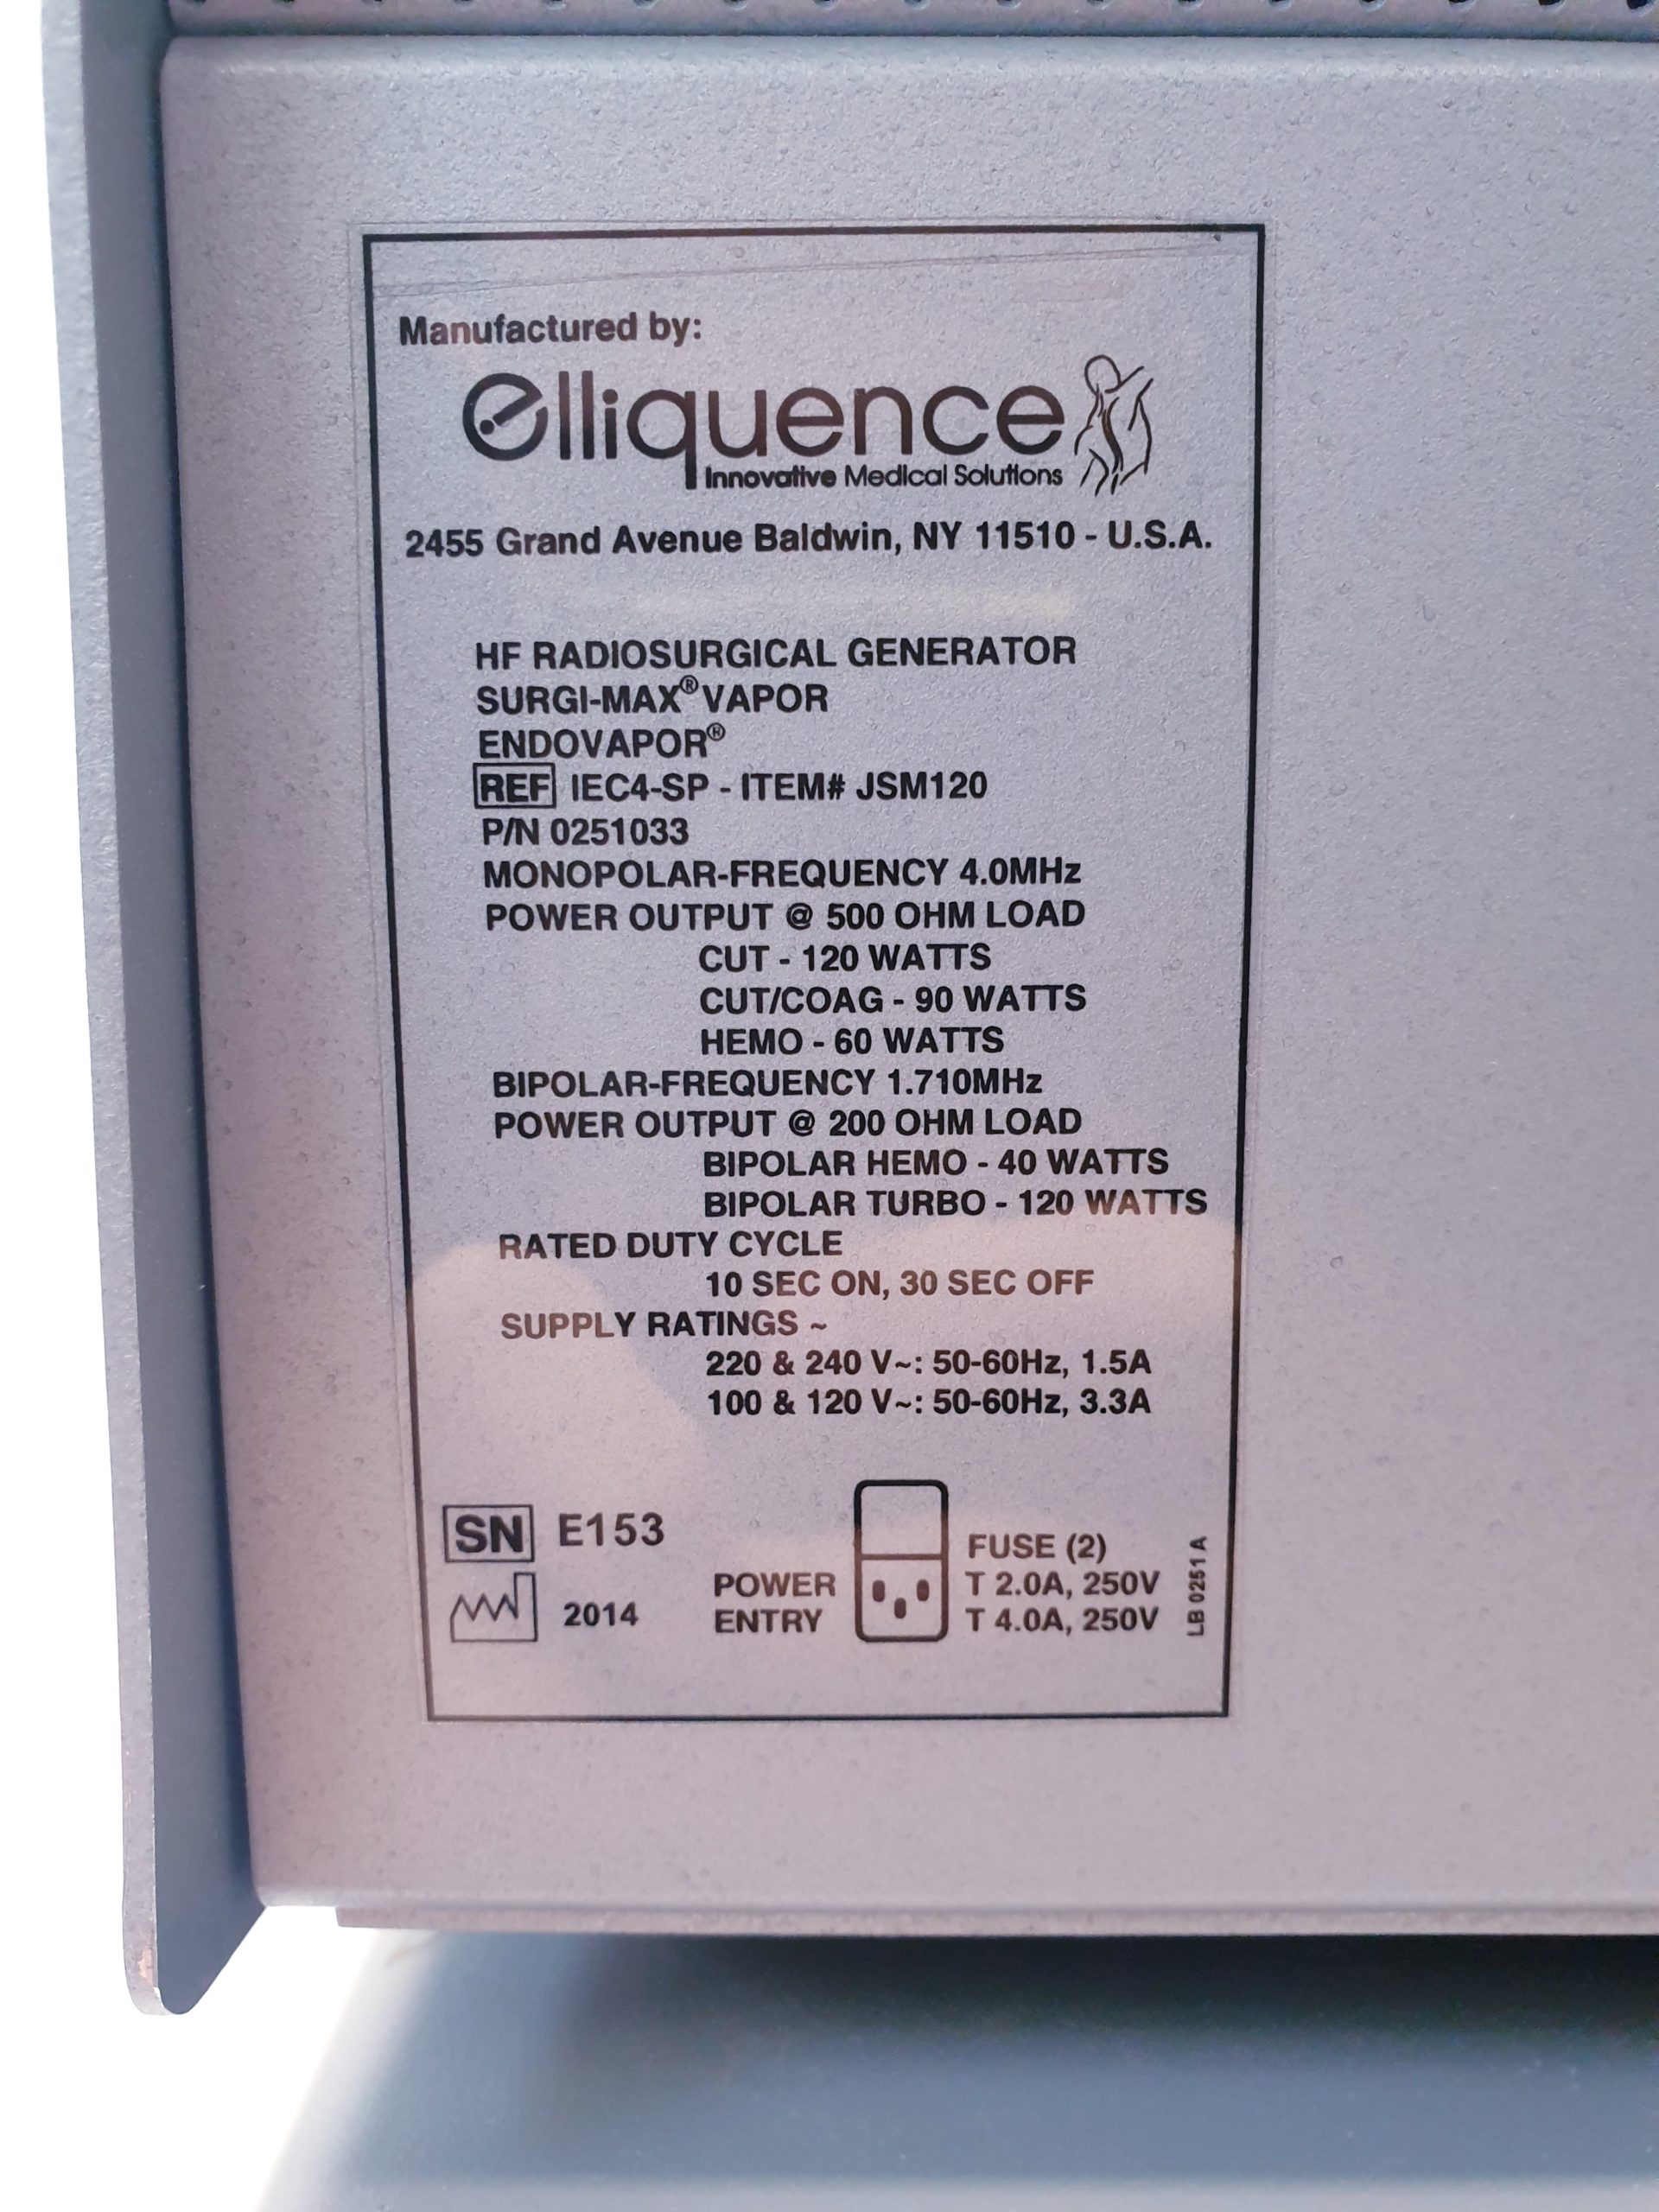 Manufactured by:
elliquence
Innovative Medical Solutions
2455 Grand Avenue Baldwin, NY 11510 - U.S.A.
HF RADIOSURGICAL GENERATOR
SURGI-MAX® VAPOR
ENDOVAPOR®
REF IEC4-SP - ITEM# JSM120
P/N 0251033
MONOPOLAR-FREQUENCY 4.0MHz
POWER OUTPUT @ 500 OHM LOAD
CUT - 120 WATTS
CUT/COAG - 90 WATTS
HEMO - 60 WATTS
BIPOLAR-FREQUENCY 1.710MHz
POWER OUTPUT @ 200 OHM LOAD
BIPOLAR HEMO - 40 WATTS
BIPOLAR TURBO - 120 WATTS
RATED DUTY CYCLE
10 SEC ON, 30 SEC OFF
SUPPLY RATINGS ~
220 & 240 V~: 50-60Hz, 1.5A
100 & 120 V~: 50-60Hz, 3.3A
SN E153
2014
POWER
ENTRY
FUSE (2)
T 2.0A, 250V
T 4.0A, 250V
LB 0251 A